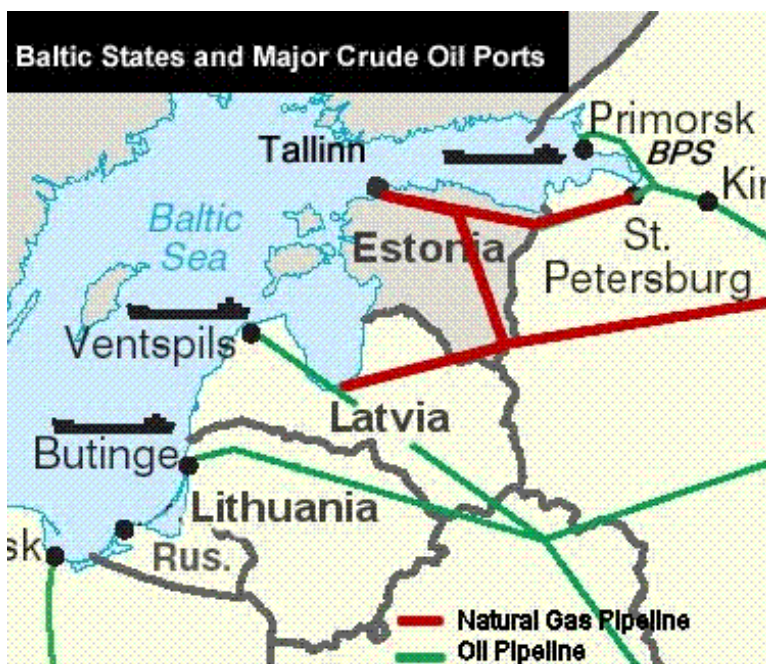 Baltic States and Major Crude Oil Ports
Primorsk
Tallinn
BPS
Baltic
Sea
Estonia
St.
Petersburg
Ventspils
Latvia
Butinge
Lithuania
Rus.
Natural Gas Pipeline
Oil Pipeline